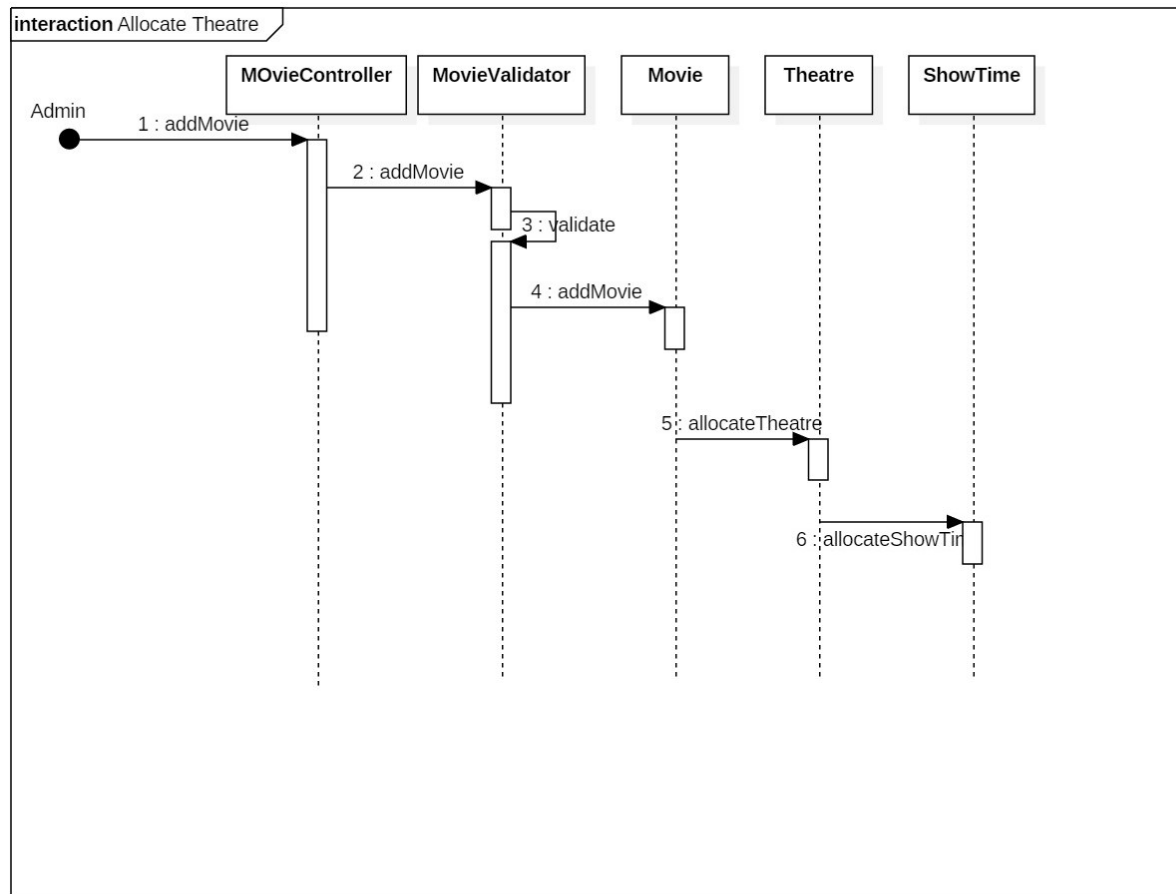 interaction Allocate Theatre
MOvieController
MovieValidator
Movie
Theatre
ShowTime
Admin
1 : addMovie
2 : addMovie
3 : validate
4 : addMovie
5 : allocateTheatre
6 : allocateShowTi